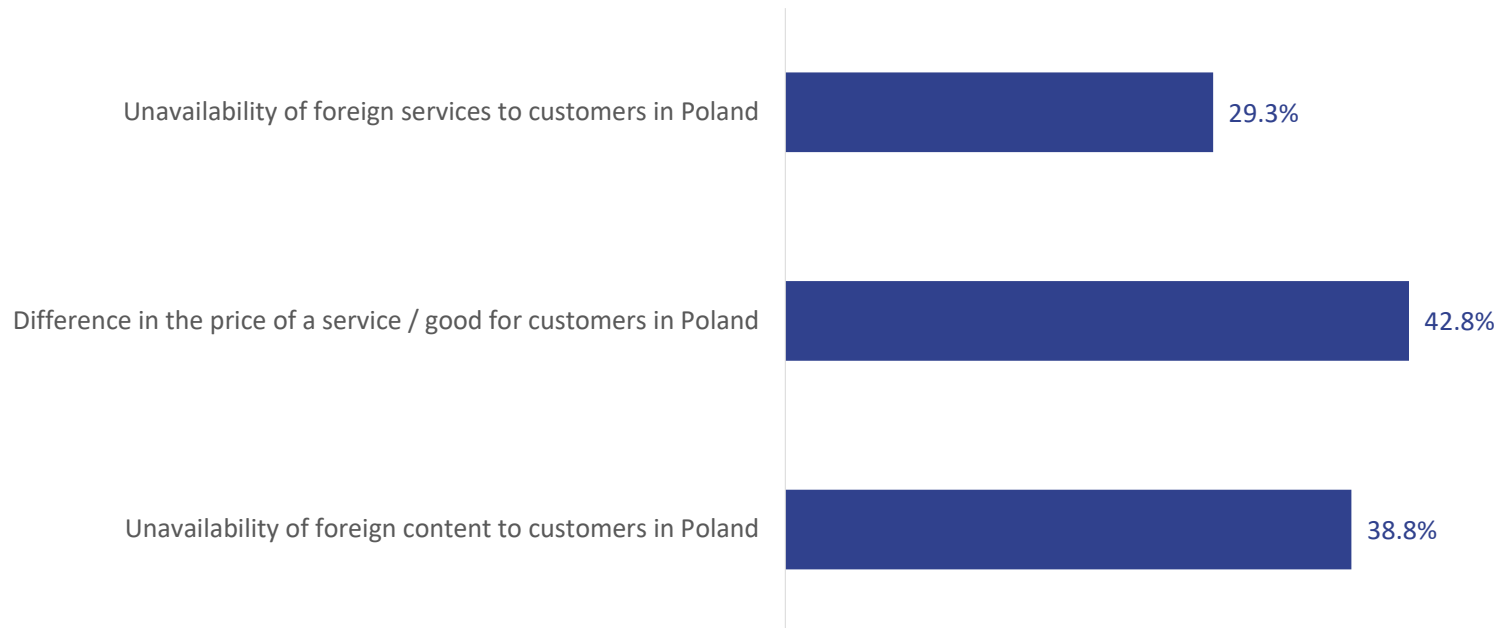 Unavailability of foreign services to customers in Poland
29.3%
Difference in the price of a service / good for customers in Poland
42.8%
Unavailability of foreign content to customers in Poland
38.8%